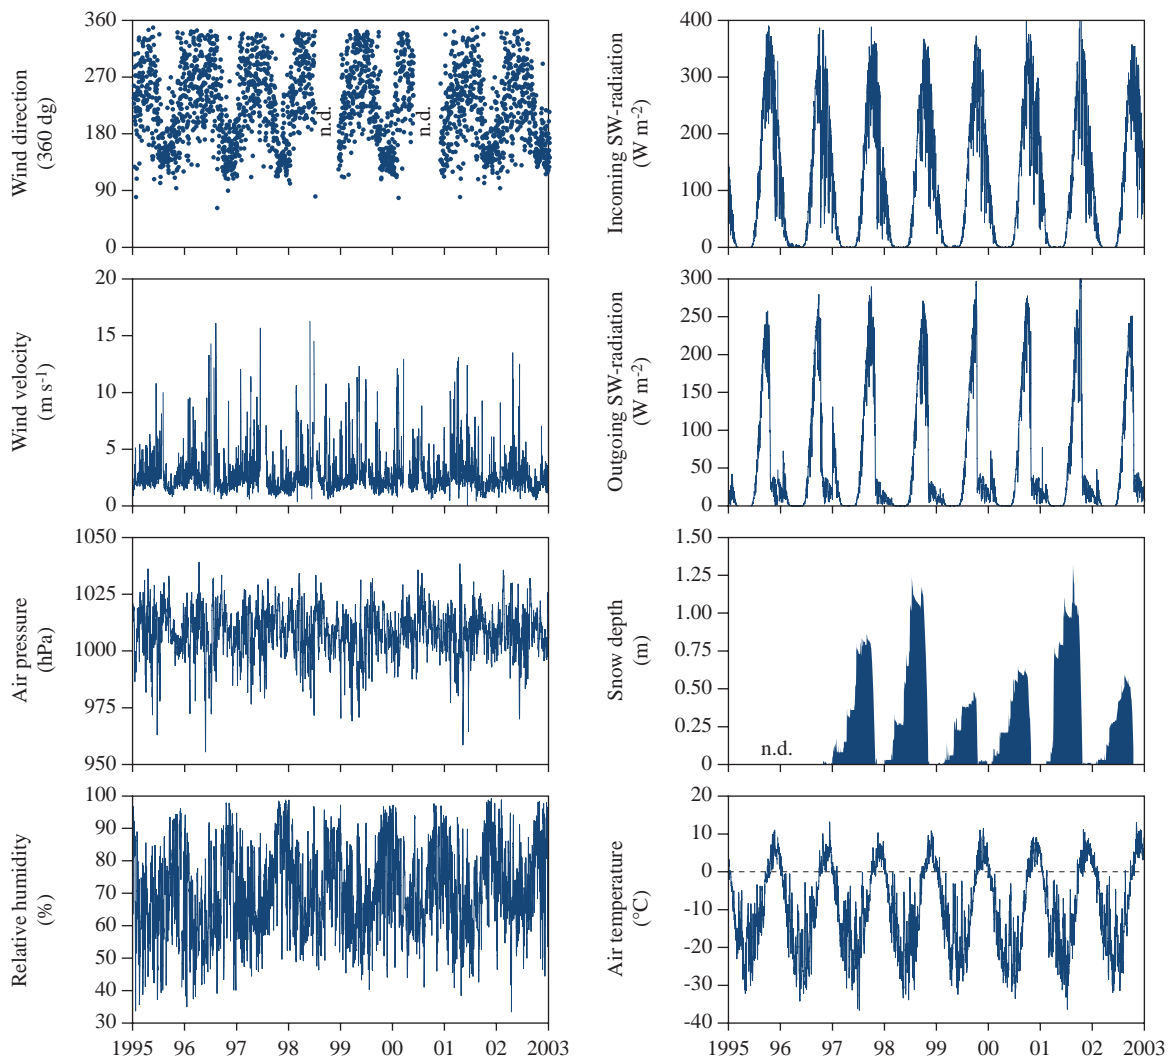 Wind direction
(360 dg)
360
270
180
90
0
n.d.
n.d.
Incoming SW-radiation
(W m-2)
400
300
200
100
0
Wind velocity
(m s-1)
20
15
10
5
0
Outgoing SW-radiation
(W m-2)
300
250
200
150
100
50
0
Air pressure
(hPa)
1050
1025
1000
975
950
Snow depth
(m)
1.50
1.25
1.00
0.75
0.50
0.25
0
n.d.
Relative humidity
(%)
100
90
80
70
60
50
40
30
1995 96 97 98 99 00 01 02 2003
Air temperature
(°C)
20
10
0
-10
-20
-30
-40
1995 96 97 98 99 00 01 02 2003